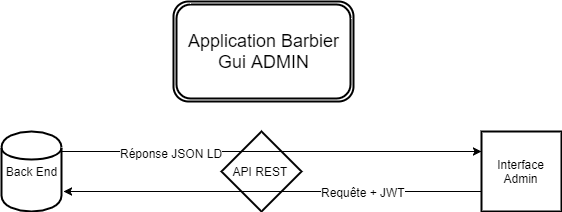 Application Barbier
Gui ADMIN
Réponse JSON LD
Back End
API REST
Interface
Admin
Requête + JWT